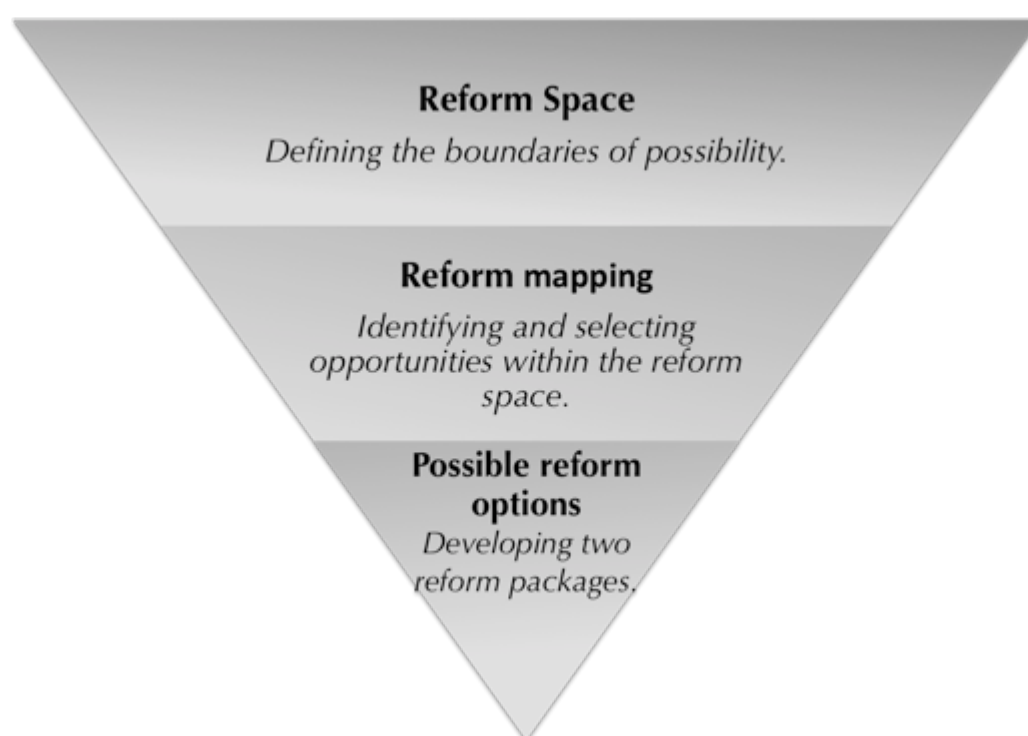 Reform Space
Defining the boundaries of possibility.
Reform mapping
Identifying and selecting
opportunities within the reform
space.
Possible reform
options
Developing two
reform packages.